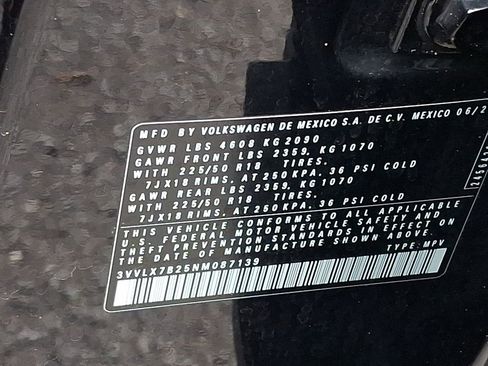 MFD BY VOLKSWAGEN DE MEXICO S.A. DE C.V. MEXICO 06/2
GVWR LBS 4608 KG 2090
GAWR FRONT LBS 2359, KG 1070
WITH 225/50 R18 TIRES.
7JX18 RIMS. AT 250 KPA. 36 PSI COLD
GAWR REAR LBS 2359. KG 1070
WITH 225/50 R18 TIRES.
7JX18 RIMS. AT 250 KPA. 36 PSI COLD
THIS VEHICLE CONFORMS TO ALL APPLICABLE
U.S. FEDERAL MOTOR VEHICLE SAFETY AND
THEFT PREVENTION STANDARDS IN EFFECT ON
THE DATE OF MANUFACTURE SHOWN ABOVE.
3VVLX7B25NM087139 TYPE: MPV